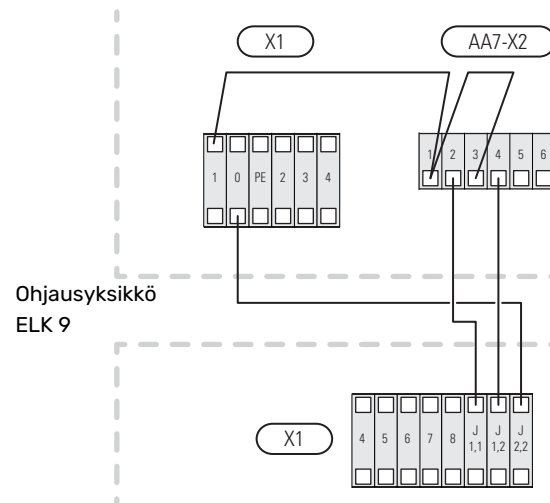 X1
AA7-X2
1 0 PE 2 3 4
1 2 3 4 5 6
Ohjausyksikkö
ELK 9
X1
4 5 6 7 8 J 1,1 J 1,2 J 2,2